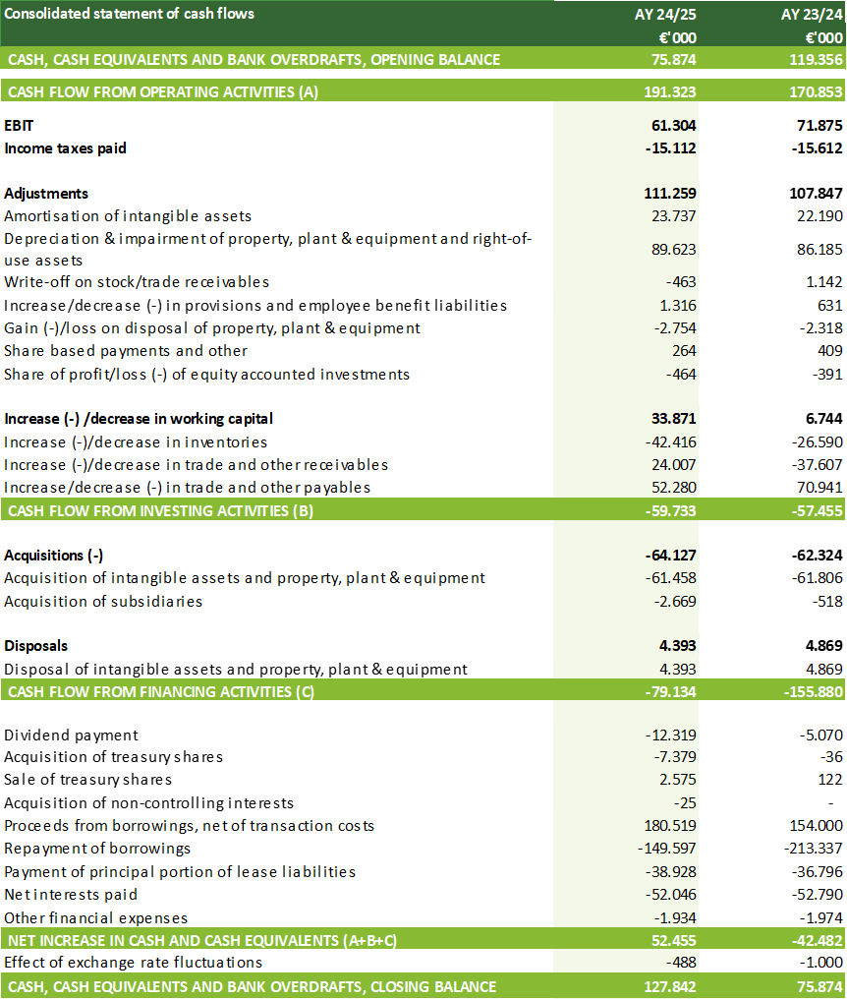 Consolidated statement of cash flows AY 24/25 AY 23/24
€'000 €'000
CASH, CASH EQUIVALENTS AND BANK OVERDRAFTS, OPENING BALANCE 75.874 119.356
CASH FLOW FROM OPERATING ACTIVITIES (A) 191.323 170.853
EBIT 61.304 71.875
Income taxes paid -15.112 -15.612
Adjustments 111.259 107.847
Amortisation of intangible assets 23.737 22.190
Depreciation & impairment of property, plant & equipment and right-of-
use assets 89.623 86.185
Write-off on stock/trade receivables -463 1.142
Increase/decrease (-) in provisions and employee benefit liabilities 1.316 631
Gain (-)/loss on disposal of property, plant & equipment -2.754 -2.318
Share based payments and other 264 409
Share of profit/loss (-) of equity accounted investments -464 -391
Increase (-) /decrease in working capital 33.871 6.744
Increase (-)/decrease in inventories -42.416 -26.590
Increase (-)/decrease in trade and other receivables 24.007 -37.607
Increase/decrease (-) in trade and other payables 52.280 70.941
CASH FLOW FROM INVESTING ACTIVITIES (B) -59.733 -57.455
Acquisitions (-) -64.127 -62.324
Acquisition of intangible assets and property, plant & equipment -61.458 -61.806
Acquisition of subsidiaries -2.669 -518
Disposals 4.393 4.869
Disposal of intangible assets and property, plant & equipment 4.393 4.869
CASH FLOW FROM FINANCING ACTIVITIES (C) -79.134 -155.880
Dividend payment -12.319 -5.070
Acquisition of treasury shares -7.379 -36
Sale of treasury shares 2.575 122
Acquisition of non-controlling interests -25 -
Proceeds from borrowings, net of transaction costs 180.519 154.000
Repayment of borrowings -149.597 -213.337
Payment of principal portion of lease liabilities -38.928 -36.796
Net interests paid -52.046 -52.790
Other financial expenses -1.934 -1.974
NET INCREASE IN CASH AND CASH EQUIVALENTS (A+B+C) 52.455 -42.482
Effect of exchange rate fluctuations -488 -1.000
CASH, CASH EQUIVALENTS AND BANK OVERDRAFTS, CLOSING BALANCE 127.842 75.874